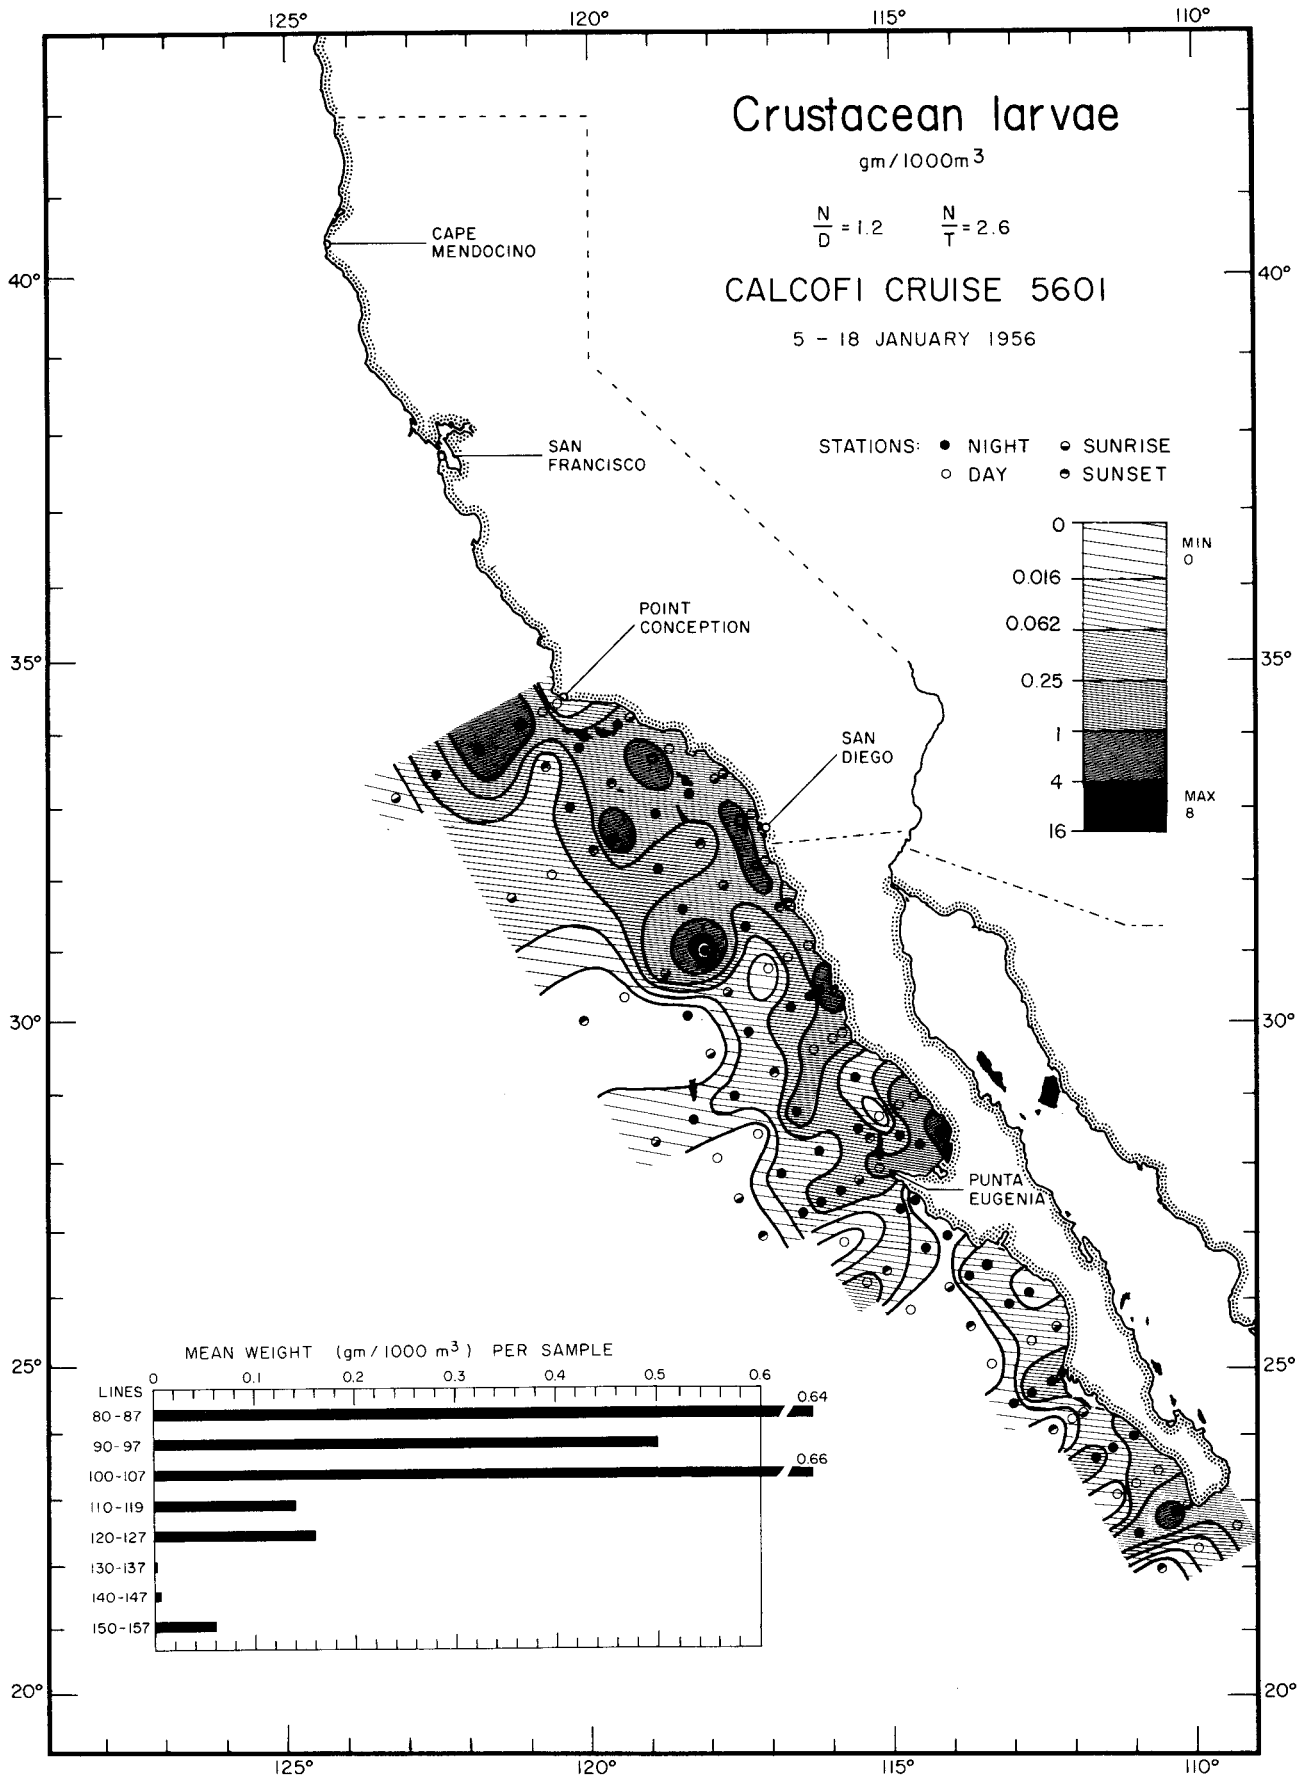 125° 120° 115° 110°
Crustacean larvae
gm/1000m³
N/D = 1.2 N/T = 2.6
CALCOFI CRUISE 5601
5 – 18 JANUARY 1956
CAPE
MENDOCINO
40° 40°
STATIONS: ● NIGHT SUNRISE
○ DAY SUNSET
SAN
FRANCISCO
0
MIN
0
0.016
0.062
0.25
1
4
MAX
8
16
POINT
CONCEPTION
35° 35°
SAN
DIEGO
30° 30°
PUNTA
EUGENIA
25° 25°
MEAN WEIGHT (gm/1000 m³) PER SAMPLE
LINES 0 0.1 0.2 0.3 0.4 0.5 0.6
80-87 0.64
90-97
100-107 0.66
110-119
120-127
130-137
140-147
150-157
20° 20°
125° 120° 115° 110°